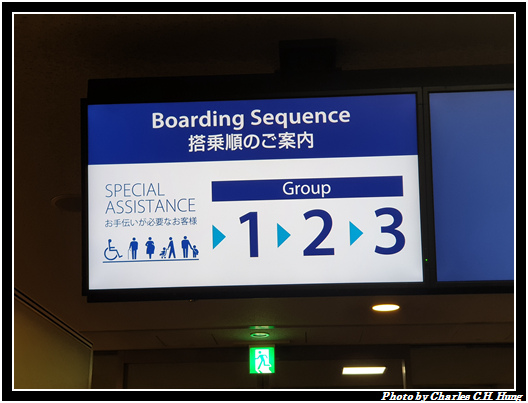 Boarding Sequence
搭乗順のご案内
SPECIAL
ASSISTANCE
お手伝いが必要なお客様
Group
1 2 3
Photo by Charles C.H. Hung